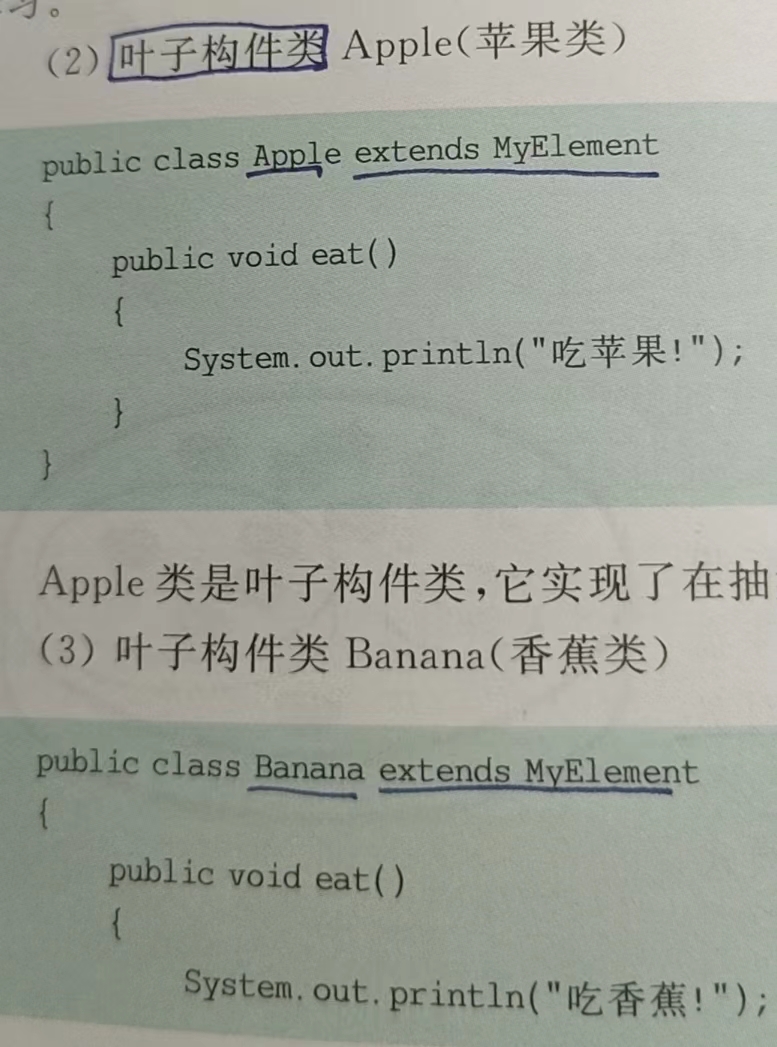 习。
(2) 叶子构件类 Apple(苹果类)
public class Apple extends MyElement
{
public void eat()
{
System.out.println("吃苹果!");
}
}
Apple 类是叶子构件类,它实现了在抽
(3) 叶子构件类 Banana(香蕉类)
public class Banana extends MyElement
{
public void eat()
{
System.out.println("吃香蕉!");